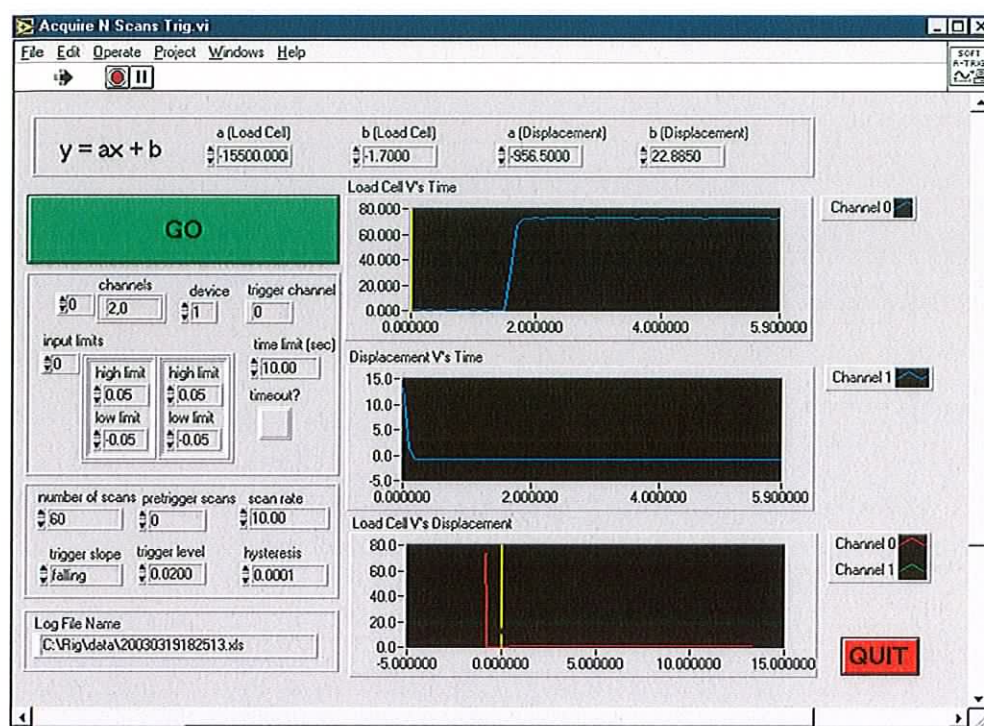 Acquire N Scans Trig.vi
File Edit Operate Project Windows Help
SOFT
A-TRIG
a (Load Cell) b (Load Cell) a (Displacement) b (Displacement)
y = ax + b -15500.000 -1.7000 -956.5000 22.8850
GO
channels device trigger channel
0 2,0 1 0
input limits time limit (sec)
0 10.00
high limit high limit
0.05 0.05
timeout?
low limit low limit
-0.05 -0.05
number of scans pretrigger scans scan rate
60 0 10.00
trigger slope trigger level hysteresis
falling 0.0200 0.0001
Log File Name
C:\Rig\data\20030319182513.xls
Load Cell V's Time
Channel 0
80.000
60.000
40.000
20.000
0.000
0.000000 2.000000 4.000000 5.900000
Displacement V's Time
Channel 1
15.0
10.0
5.0
0.0
-5.0
0.000000 2.000000 4.000000 5.900000
Load Cell V's Displacement
Channel 0
Channel 1
80.0
60.0
40.0
20.0
0.0
-5.000000 0.000000 5.000000 10.000000 15.000000
QUIT